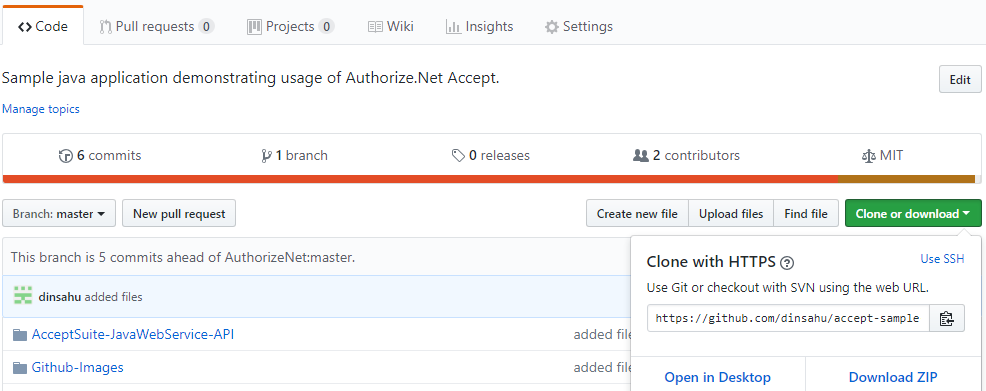 Code Pull requests 0 Projects 0 Wiki Insights Settings
Sample java application demonstrating usage of Authorize.Net Accept.
Edit
Manage topics
6 commits 1 branch 0 releases 2 contributors MIT
Branch: master New pull request Create new file Upload files Find file Clone or download
This branch is 5 commits ahead of AuthorizeNet:master.
dinsahu added files
AcceptSuite-JavaWebService-API added file
Github-Images added file
Clone with HTTPS ? Use SSH
Use Git or checkout with SVN using the web URL.
https://github.com/dinsahu/accept-sample
Open in Desktop Download ZIP